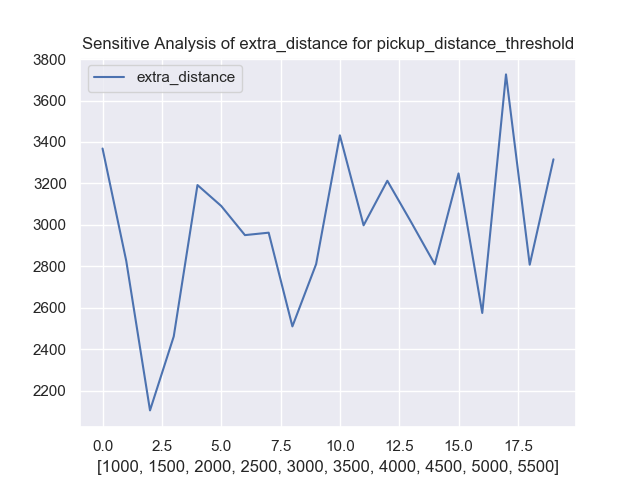 Sensitive Analysis of extra_distance for pickup_distance_threshold
extra_distance
3800
3600
3400
3200
3000
2800
2600
2400
2200
0.0 2.5 5.0 7.5 10.0 12.5 15.0 17.5
[1000, 1500, 2000, 2500, 3000, 3500, 4000, 4500, 5000, 5500]